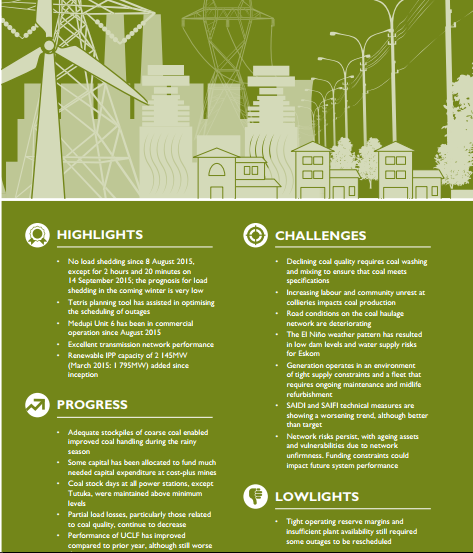 HIGHLIGHTS
• No load shedding since 8 August 2015,
except for 2 hours and 20 minutes on
14 September 2015; the prognosis for load
shedding in the coming winter is very low
• Tetris planning tool has assisted in optimising
the scheduling of outages
• Medupi Unit 6 has been in commercial
operation since August 2015
• Excellent transmission network performance
• Renewable IPP capacity of 2 145MW
(March 2015: 1 795MW) added since
inception
PROGRESS
• Adequate stockpiles of coarse coal enabled
improved coal handling during the rainy
season
• Some capital has been allocated to fund much
needed capital expenditure at cost-plus mines
• Coal stock days at all power stations, except
Tutuka, were maintained above minimum
levels
• Partial load losses, particularly those related
to coal quality, continue to decrease
• Performance of UCLF has improved
compared to prior year, although still worse
CHALLENGES
• Declining coal quality requires coal washing
and mixing to ensure that coal meets
specifications
• Increasing labour and community unrest at
collieries impacts coal production
• Road conditions on the coal haulage
network are deteriorating
• The El Niño weather pattern has resulted
in low dam levels and water supply risks
for Eskom
• Generation operates in an environment
of tight supply constraints and a fleet that
requires ongoing maintenance and midlife
refurbishment
• SAIDI and SAIFI technical measures are
showing a worsening trend, although better
than target
• Network risks persist, with ageing assets
and vulnerabilities due to network
unfirmness. Funding constraints could
impact future system performance
LOWLIGHTS
• Tight operating reserve margins and
insufficient plant availability still required
some outages to be rescheduled